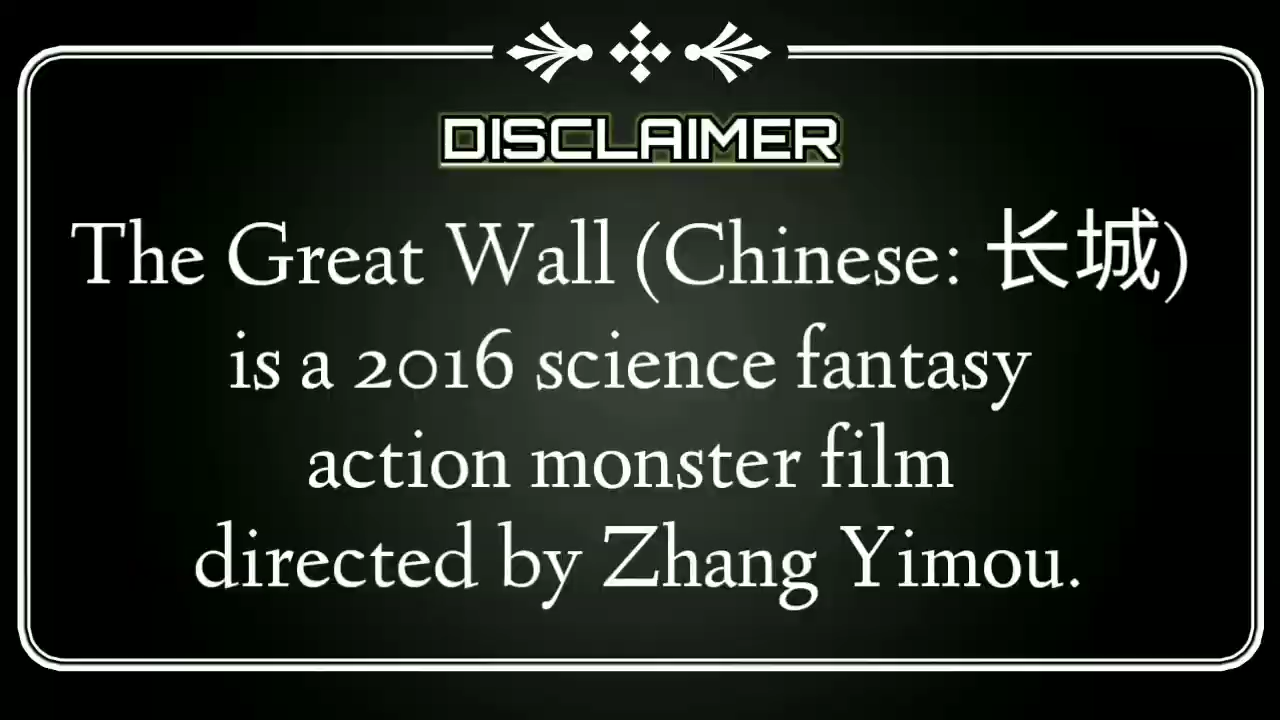 DISCLAIMER
The Great Wall (Chinese: 长城)
is a 2016 science fantasy
action monster film
directed by Zhang Yimou.